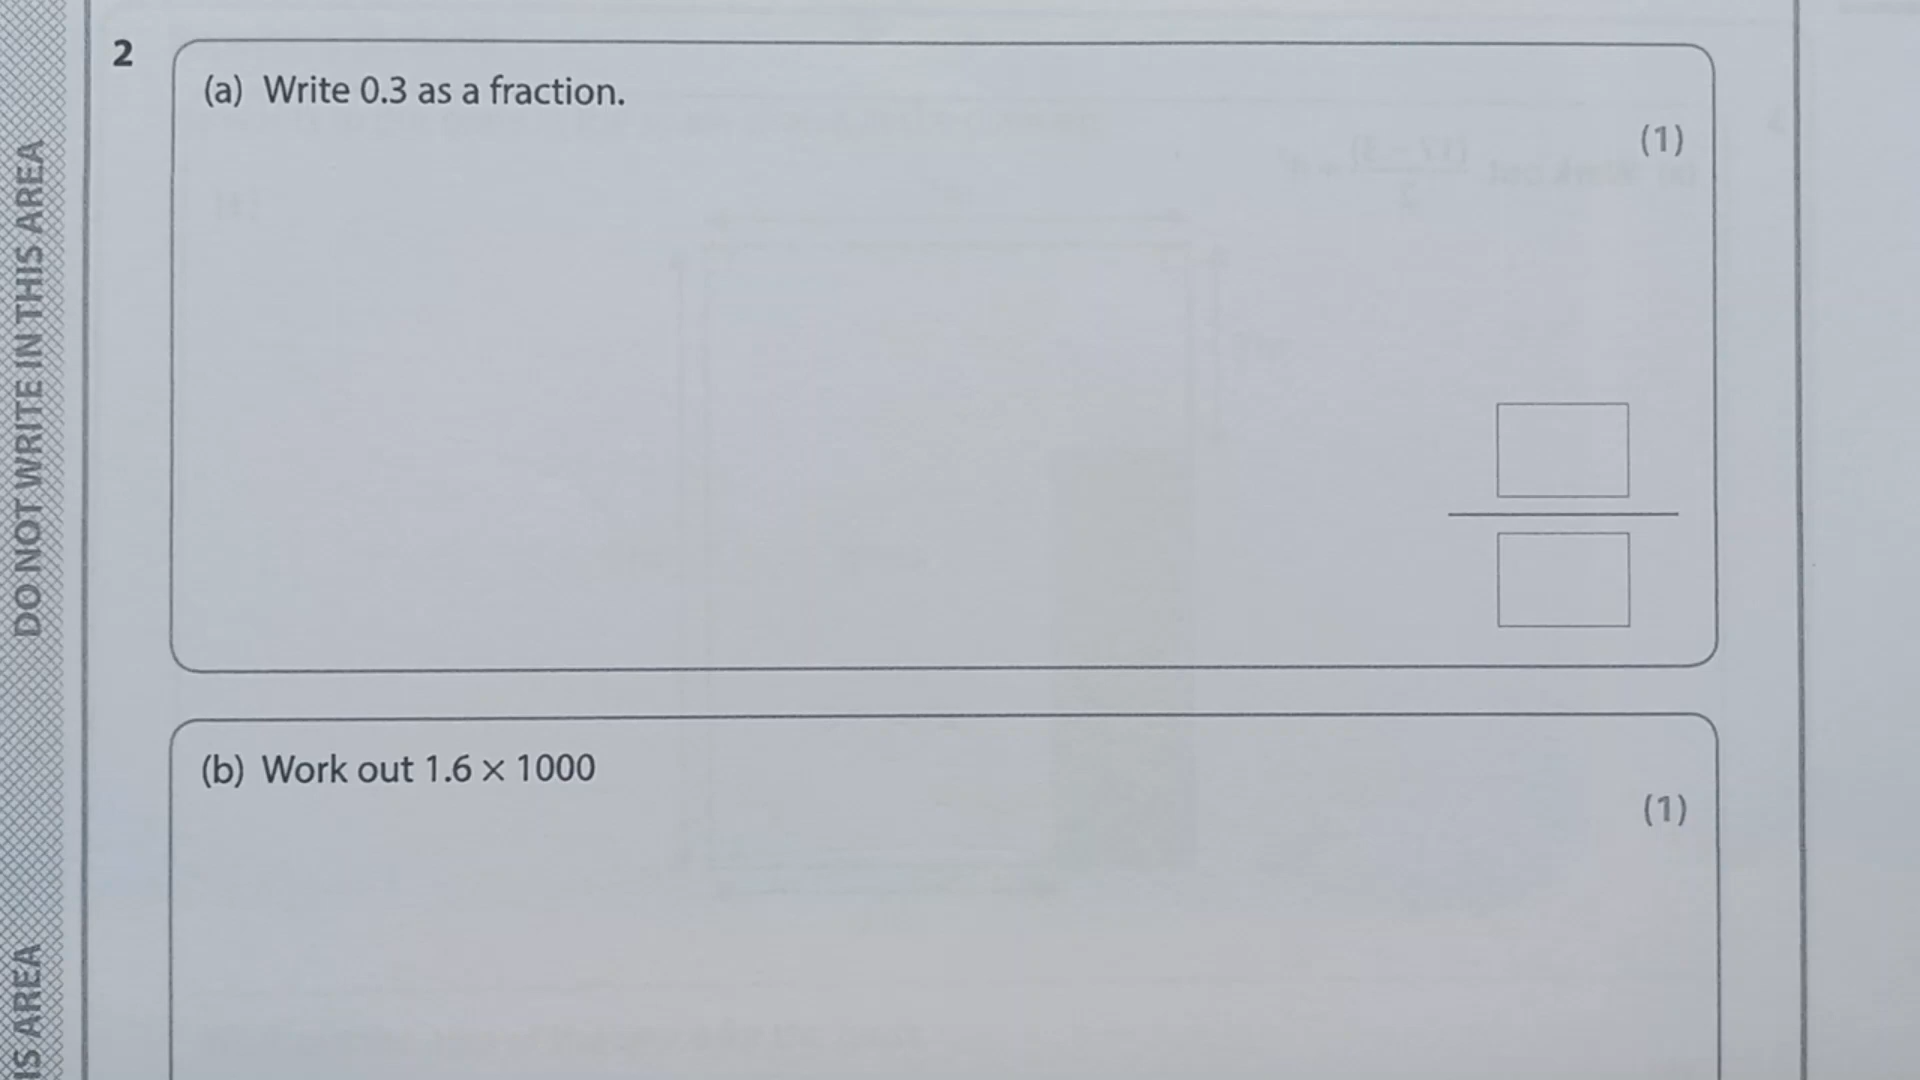 2
(a) Write 0.3 as a fraction.
(1)
(b) Work out 1.6 × 1000
(1)
DO NOT WRITE IN THIS AREA
IS AREA